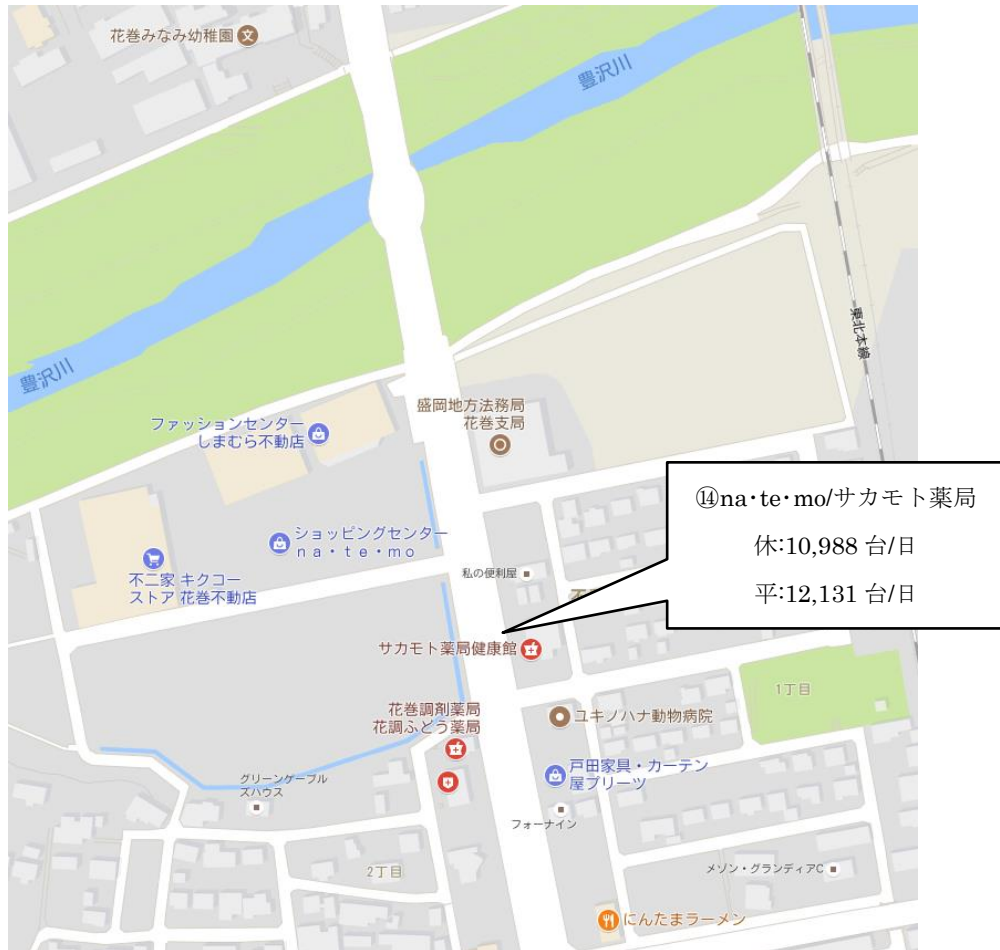 花巻みなみ幼稚園
豊沢川
豊沢川
東北本線
盛岡地方法務局
花巻支局
ファッションセンター
しまむら不動店
ショッピングセンター
na・te・mo
不二家 キクコー
ストア 花巻不動店
私の便利屋
⑭na・te・mo/サカモト薬局
休:10,988 台/日
平:12,131 台/日
サカモト薬局健康館
1丁目
花巻調剤薬局
花調ふどう薬局
ユキノハナ動物病院
戸田家具・カーテン
屋プリーツ
グリーンケーブル
ズハウス
フォーナイン
2丁目
メゾン・グランディアC
にんたまラーメン